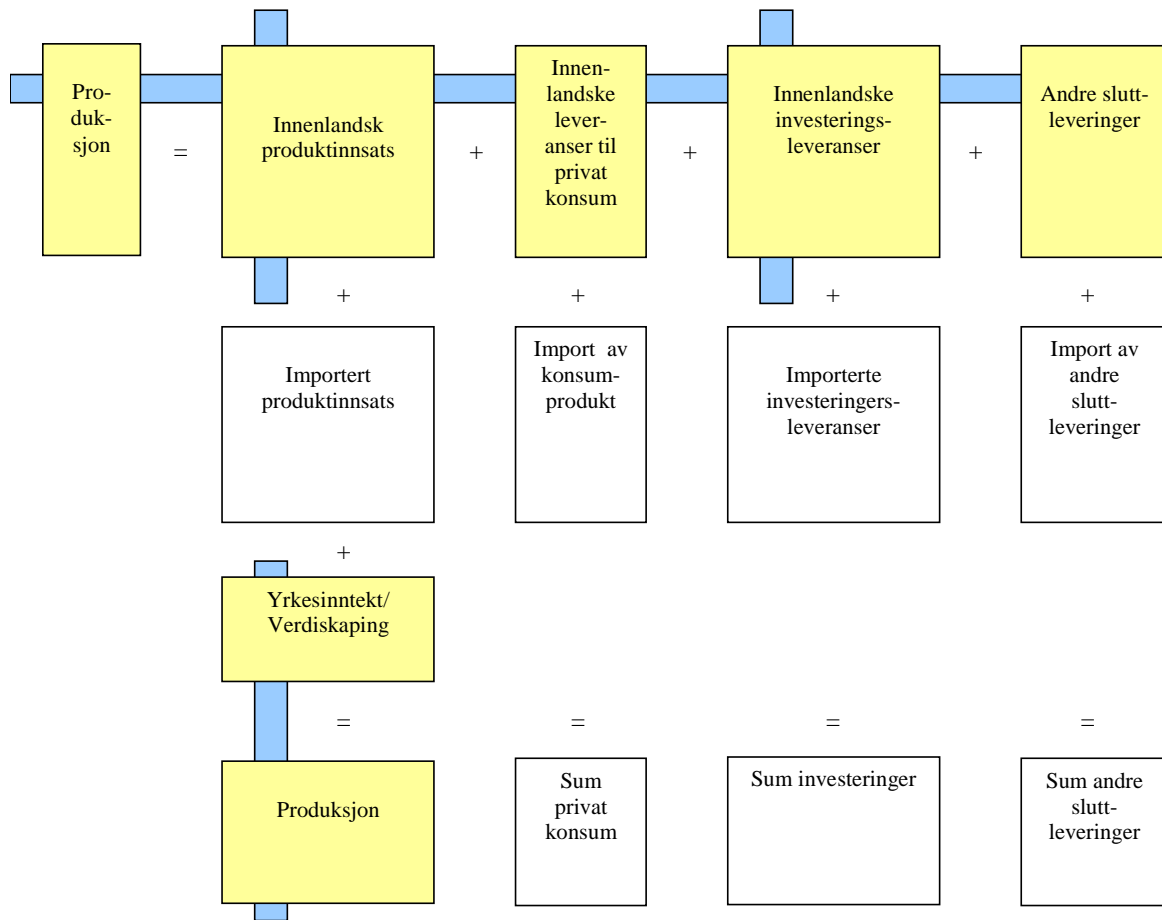 Pro-
duk-
sjon
=
Innenlandsk
produktinnsats
+
Innen-
landske
lever-
anser til
privat
konsum
+
Innenlandske
investerings-
leveranser
+
Andre slutt-
leveringer
+
+
+
+
Importert
produktinnsats
Import av
konsum-
produkt
Importerte
investeringers-
leveranser
Import av
andre
slutt-
leveringer
+
Yrkesinntekt/
Verdiskaping
=
=
=
=
Produksjon
Sum
privat
konsum
Sum investeringer
Sum andre
slutt-
leveringer